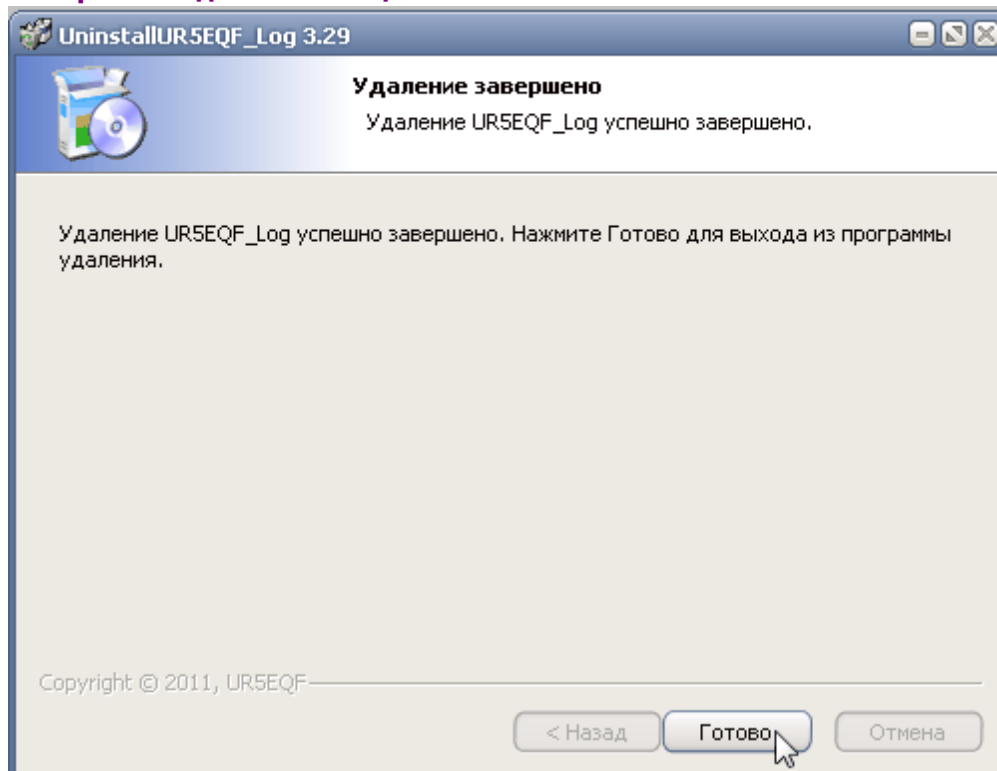 UninstallUR5EQF_Log 3.29
Удаление завершено
Удаление UR5EQF_Log успешно завершено.
Удаление UR5EQF_Log успешно завершено. Нажмите Готово для выхода из программы
удаления.
Copyright © 2011, UR5EQF
< Назад
Готово
Отмена